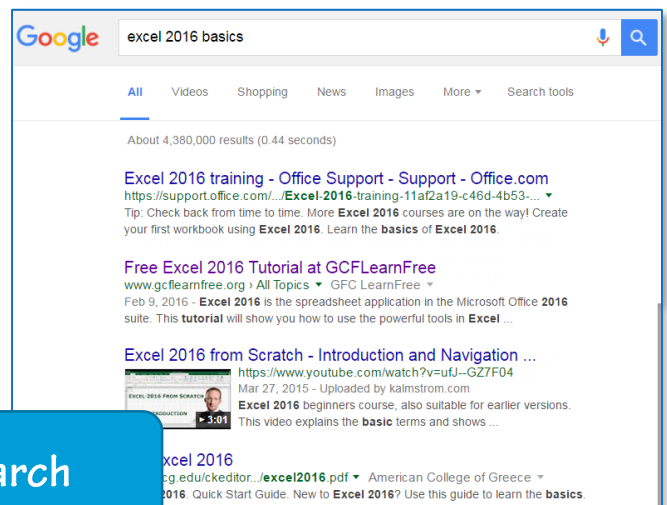 Google excel 2016 basics
All Videos Shopping News Images More Search tools
About 4,380,000 results (0.44 seconds)
Excel 2016 training - Office Support - Support - Office.com
https://support.office.com/.../Excel-2016-training-11af2a19-c46d-4b53-...
Tip: Check back from time to time. More Excel 2016 courses are on the way! Create
your first workbook using Excel 2016. Learn the basics of Excel 2016.
Free Excel 2016 Tutorial at GCFLearnFree
www.gcflearnfree.org › All Topics GFC LearnFree
Feb 9, 2016 - Excel 2016 is the spreadsheet application in the Microsoft Office 2016
suite. This tutorial will show you how to use the powerful tools in Excel ...
Excel 2016 from Scratch - Introduction and Navigation ...
https://www.youtube.com/watch?v=ufJ--GZ7F04
Mar 27, 2015 - Uploaded by kalmstrom.com
Excel 2016 beginners course, also suitable for earlier versions.
This video explains the basic terms and shows ...
EXCEL 2016 FROM SCRATCH
INTRODUCTION
3:01
xcel 2016
cg.edu/ckeditor.../excel2016.pdf American College of Greece
2016. Quick Start Guide. New to Excel 2016? Use this guide to learn the basics.
arch